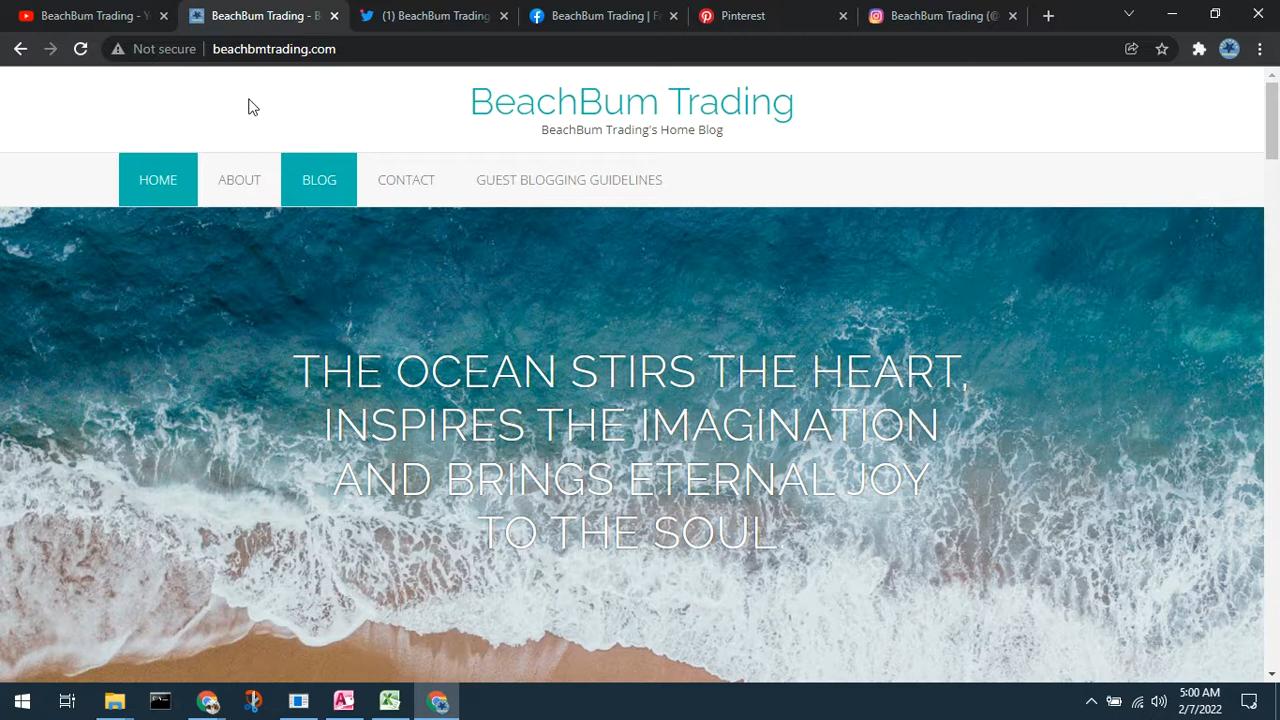 BeachBum Trading - Y
BeachBum Trading - B
(1) BeachBum Trading
BeachBum Trading | Fa
Pinterest
BeachBum Trading (@
Not secure
beachbmtrading.com
BeachBum Trading
BeachBum Trading's Home Blog
HOME
ABOUT
BLOG
CONTACT
GUEST BLOGGING GUIDELINES
THE OCEAN STIRS THE HEART,
INSPIRES THE IMAGINATION
AND BRINGS ETERNAL JOY
TO THE SOUL
5:00 AM
2/7/2022